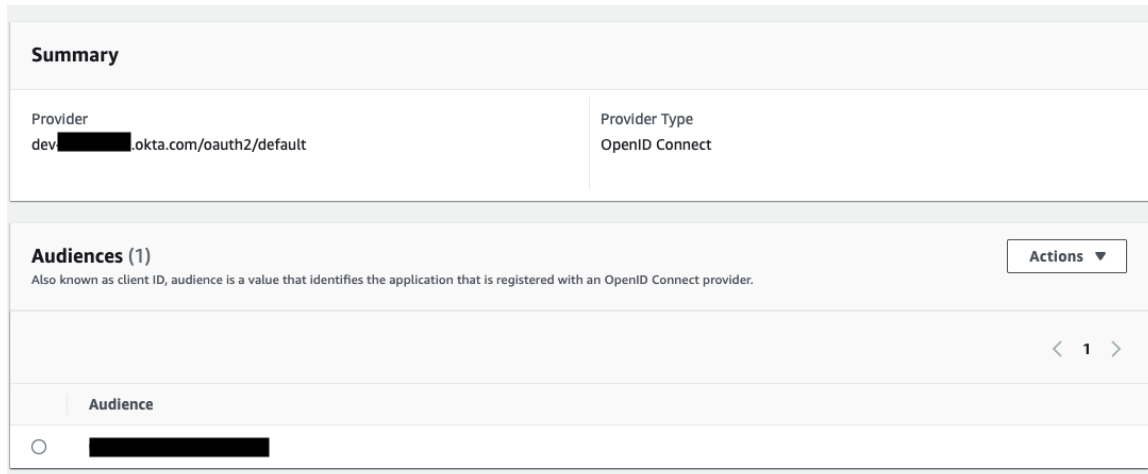 Summary
Provider
Provider Type
dev-
.okta.com/oauth2/default
OpenID Connect
Audiences (1)
Actions ▼
Also known as client ID, audience is a value that identifies the application that is registered with an OpenID Connect provider.
< 1 >
Audience